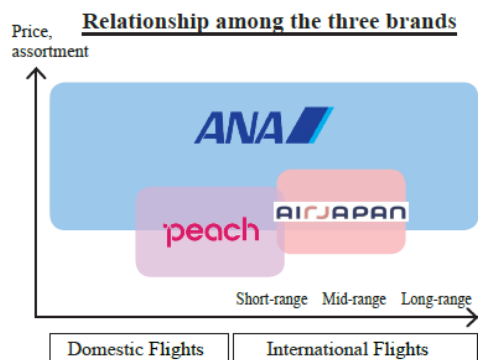 Relationship among the three brands
Price,
assortment
ANA
peach
AIRJAPAN
Short-range Mid-range Long-range
Domestic Flights International Flights